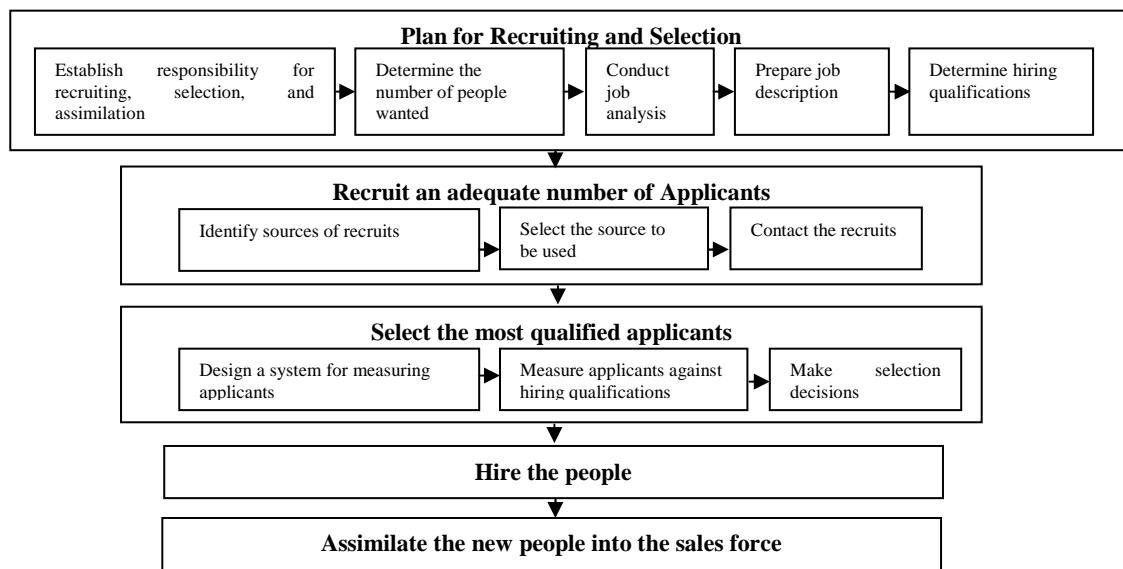 Plan for Recruiting and Selection
Establish responsibility for
recruiting, selection, and
assimilation
Determine the
number of people
wanted
Conduct
job
analysis
Prepare job
description
Determine hiring
qualifications
Recruit an adequate number of Applicants
Identify sources of recruits
Select the source to
be used
Contact the recruits
Select the most qualified applicants
Design a system for measuring
applicants
Measure applicants against
hiring qualifications
Make selection
decisions
Hire the people
Assimilate the new people into the sales force